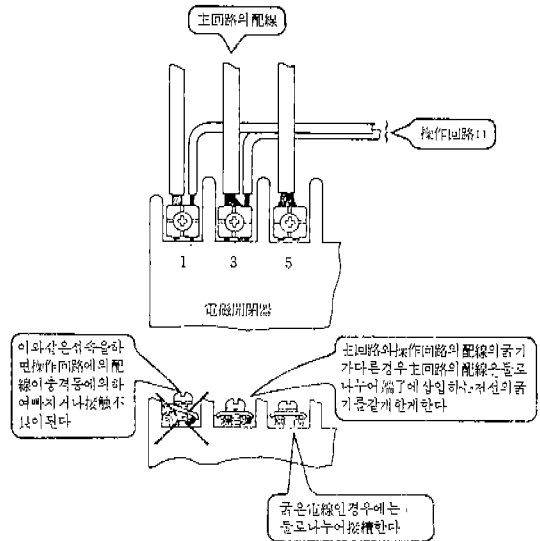 主回路의 配線
操作回路
1 3 5
電磁開閉器
이와같은접속을하
면操作回路에의配
線이충격등에의하
여빠지거나接触不
良이된다
主回路와操作回路의配線의굵기
가다른경우主回路의配線을둘로
나누어端子에삽입하는전선의굵
기를같개한게한다
굵은電線인경우에는
둘로나누어接續한다